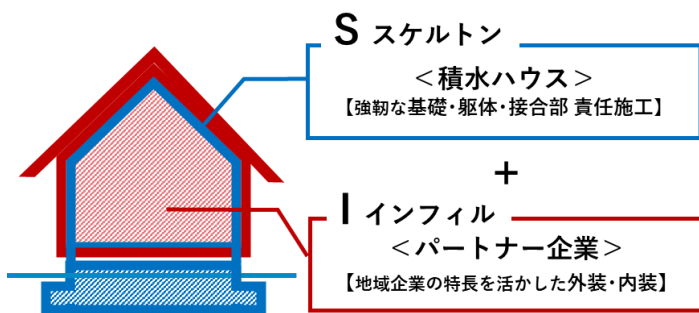 S スケルトン
＜積水ハウス＞
【強靭な基礎・躯体・接合部 責任施工】
＋
I インフィル
＜パートナー企業＞
【地域企業の特長を活かした外装・内装】